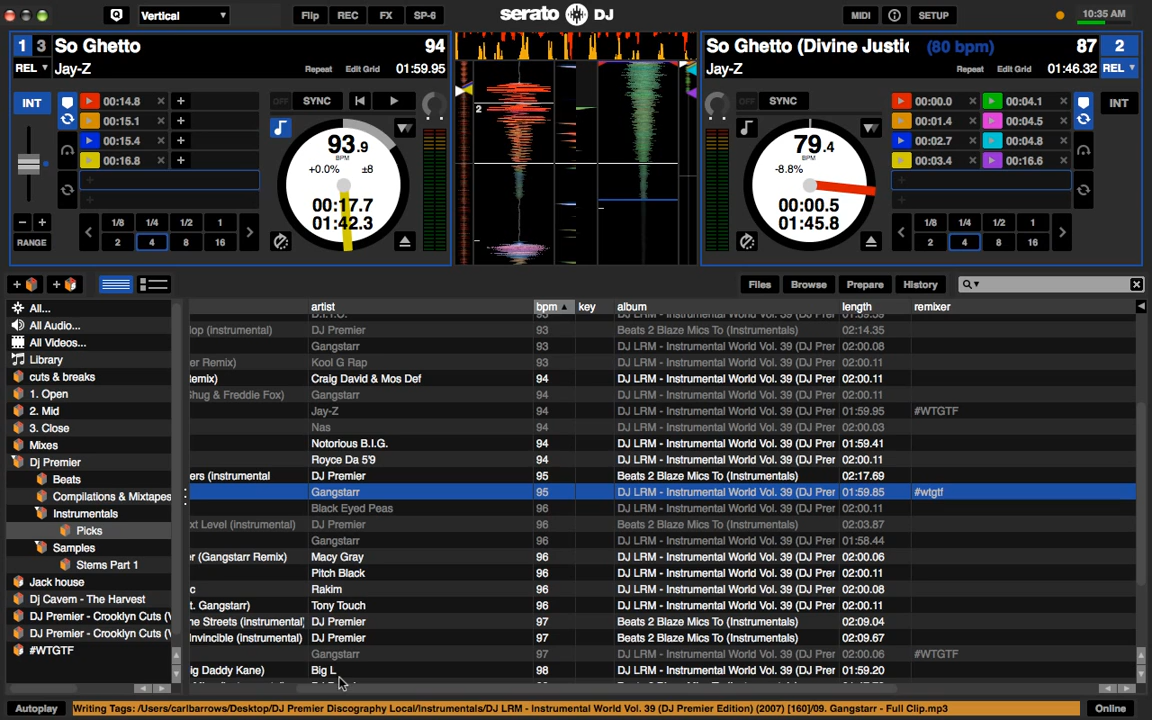 Vertical ▼ Flip REC FX SP-6 serato DJ MIDI SETUP 10:35 AM
1 3 So Ghetto 94
REL ▼ Jay-Z Repeat Edit Grid 01:59.95
INT
00:14.8
00:15.1
00:15.4
00:16.8
OFF SYNC
93.9
BPM
+0.0% ±8
00:17.7
01:42.3
1/8 1/4 1/2 1
2 4 8 16
RANGE
2
So Ghetto (Divine Justic (80 bpm) 87 2
Jay-Z Repeat Edit Grid 01:46.32 REL ▼
OFF SYNC
79.4
BPM
-8.8%
00:00.5
01:45.8
00:00.0 00:04.1
00:01.4 00:04.5
00:02.7 00:04.8
00:03.4 00:16.6
INT
1/8 1/4 1/2 1
2 4 8 16
Files Browse Prepare History
All...
All Audio...
All Videos...
Library
cuts & breaks
1. Open
2. Mid
3. Close
Mixes
Dj Premier
Beats
Compilations & Mixtapes
Instrumentals
Picks
Samples
Stems Part 1
Jack house
Dj Cavem - The Harvest
DJ Premier - Crooklyn Cuts (
DJ Premier - Crooklyn Cuts (
#WTGTF
artist bpm key album length remixer
op (instrumental) DJ Premier 93 Beats 2 Blaze Mics To (Instrumentals) 02:14.35
Gangstarr 93 DJ LRM - Instrumental World Vol. 39 (DJ Prer 02:00.08
er Remix) Kool G Rap 93 DJ LRM - Instrumental World Vol. 39 (DJ Prer 02:00.11
emix) Craig David & Mos Def 94 DJ LRM - Instrumental World Vol. 39 (DJ Prer 02:00.11
hug & Freddie Fox) Gangstarr 94 DJ LRM - Instrumental World Vol. 39 (DJ Prer 02:00.11
Jay-Z 94 DJ LRM - Instrumental World Vol. 39 (DJ Prer 01:59.95 #WTGTF
Nas 94 DJ LRM - Instrumental World Vol. 39 (DJ Prer 02:00.03
Notorious B.I.G. 94 DJ LRM - Instrumental World Vol. 39 (DJ Prer 01:59.41
Royce Da 5'9 94 DJ LRM - Instrumental World Vol. 39 (DJ Prer 02:00.11
ers (instrumental DJ Premier 95 Beats 2 Blaze Mics To (Instrumentals) 02:17.69
Gangstarr 95 DJ LRM - Instrumental World Vol. 39 (DJ Prer 01:59.85 #wtgtf
Black Eyed Peas 96 DJ LRM - Instrumental World Vol. 39 (DJ Prer 02:00.11
xt Level (instrumental) DJ Premier 96 Beats 2 Blaze Mics To (Instrumentals) 02:03.87
Gangstarr 96 DJ LRM - Instrumental World Vol. 39 (DJ Prer 01:58.44
er (Gangstarr Remix) Macy Gray 96 DJ LRM - Instrumental World Vol. 39 (DJ Prer 02:00.06
Pitch Black 96 DJ LRM - Instrumental World Vol. 39 (DJ Prer 02:00.11
c Rakim 96 DJ LRM - Instrumental World Vol. 39 (DJ Prer 02:00.08
t. Gangstarr) Tony Touch 96 DJ LRM - Instrumental World Vol. 39 (DJ Prer 02:00.11
he Streets (instrumental) DJ Premier 97 Beats 2 Blaze Mics To (Instrumentals) 02:09.04
nvincible (instrumental) DJ Premier 97 Beats 2 Blaze Mics To (Instrumentals) 02:09.67
Gangstarr 97 DJ LRM - Instrumental World Vol. 39 (DJ Prer 02:00.06 #WTGTF
ig Daddy Kane) Big L 98 DJ LRM - Instrumental World Vol. 39 (DJ Prer 01:59.20
Autoplay Writing Tags: /Users/carlbarrows/Desktop/DJ Premier Discography Local/Instrumentals/DJ LRM - Instrumental World Vol. 39 (DJ Premier Edition) (2007) [160]/09. Gangstarr - Full Clip.mp3 Online